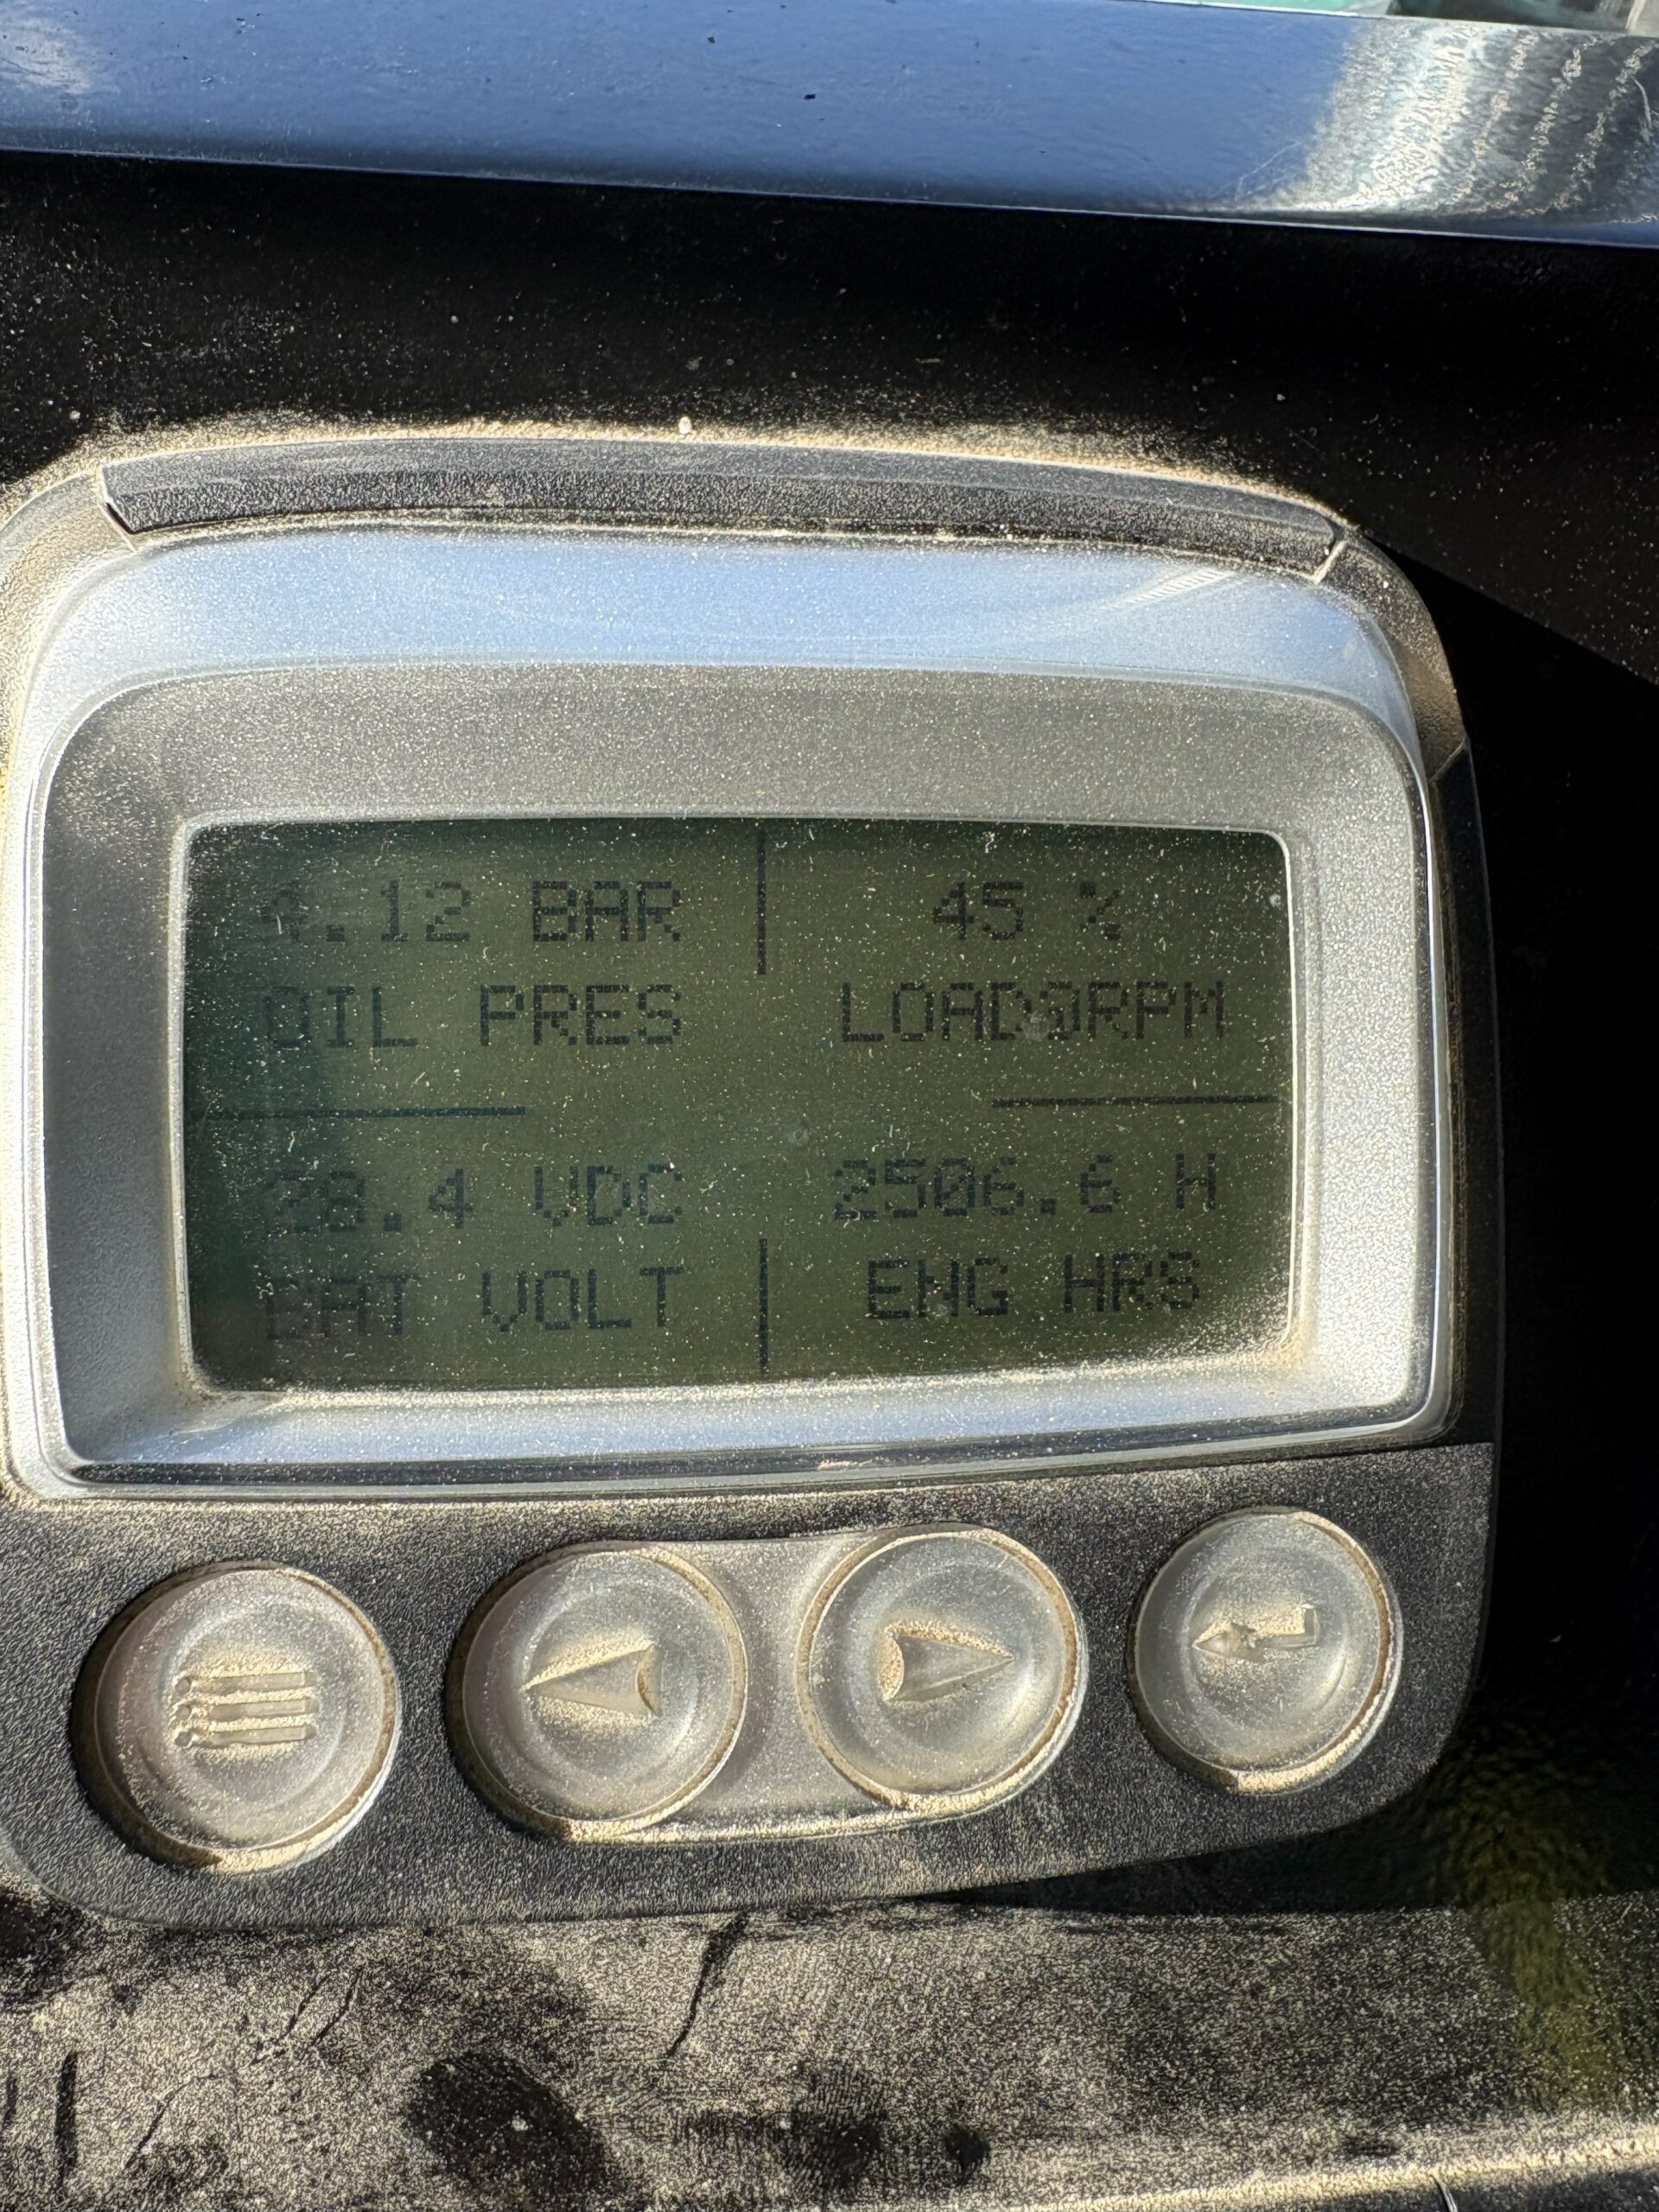 4.12 BAR
45 %
OIL PRES
LOAD@RPM
28.4 VDC
2506.6 H
BAT VOLT
ENG HRS